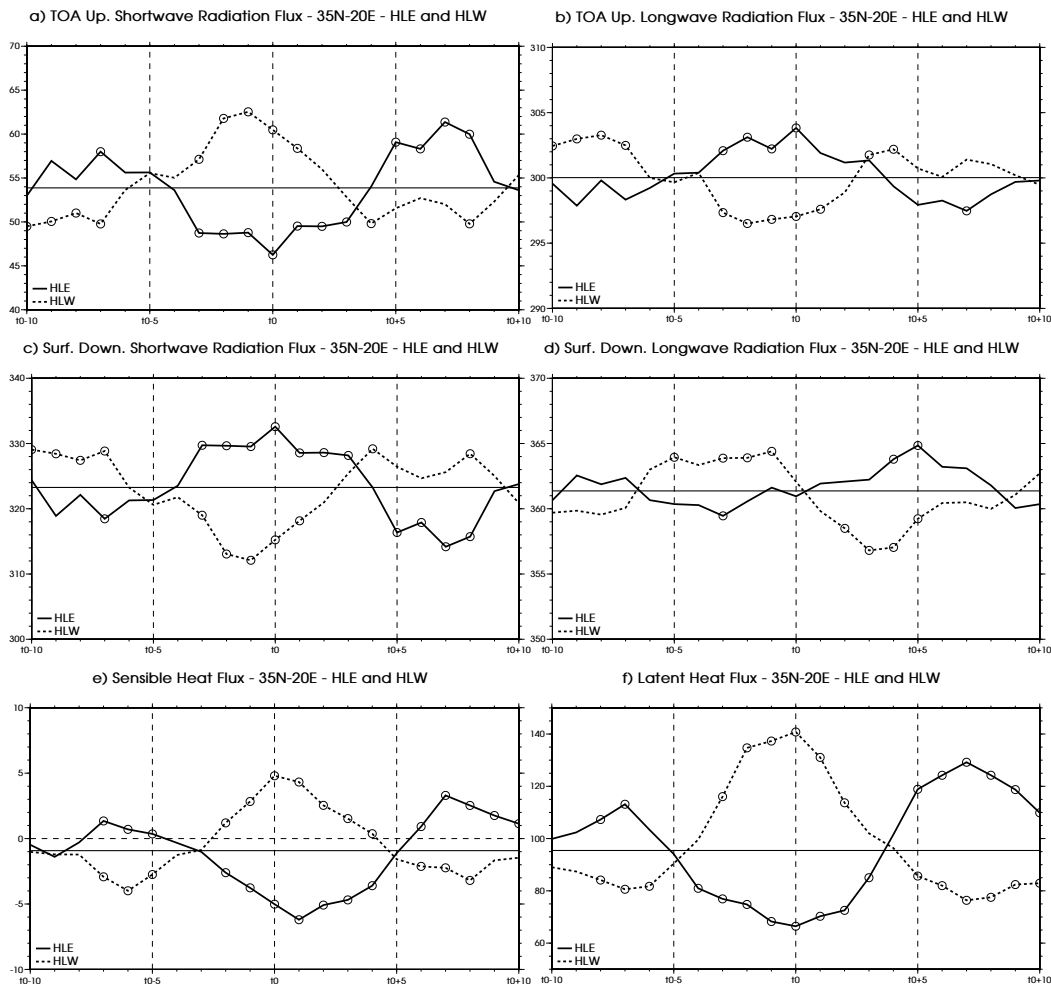 a) TOA Up. Shortwave Radiation Flux - 35N-20E - HLE and HLW
70
65
60
55
50
45
40
HLE
HLW
t0-10
t0-5
t0
t0+5
t0+10
b) TOA Up. Longwave Radiation Flux - 35N-20E - HLE and HLW
310
305
300
295
290
HLE
HLW
t0-10
t0-5
t0
t0+5
t0+10
c) Surf. Down. Shortwave Radiation Flux - 35N-20E - HLE and HLW
340
330
320
310
300
HLE
HLW
t0-10
t0-5
t0
t0+5
t0+10
d) Surf. Down. Longwave Radiation Flux - 35N-20E - HLE and HLW
370
365
360
355
350
HLE
HLW
t0-10
t0-5
t0
t0+5
t0+10
e) Sensible Heat Flux - 35N-20E - HLE and HLW
10
5
0
-5
-10
HLE
HLW
t0-10
t0-5
t0
t0+5
t0+10
f) Latent Heat Flux - 35N-20E - HLE and HLW
140
120
100
80
60
HLE
HLW
t0-10
t0-5
t0
t0+5
t0+10